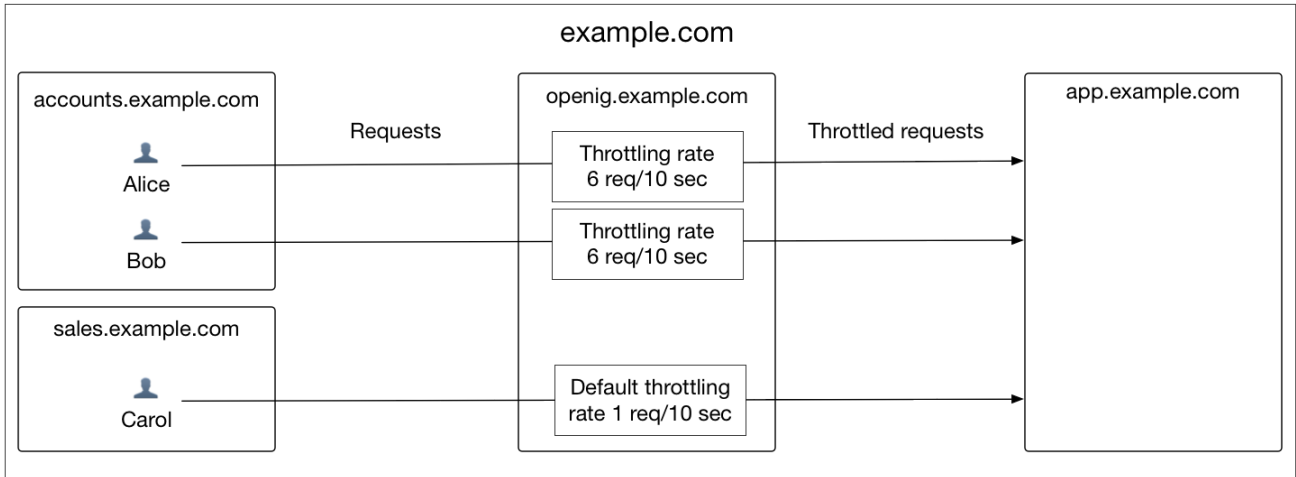 example.com
accounts.example.com
Alice
Bob
sales.example.com
Carol
Requests
openig.example.com
Throttling rate
6 req/10 sec
Throttling rate
6 req/10 sec
Default throttling
rate 1 req/10 sec
Throttled requests
app.example.com